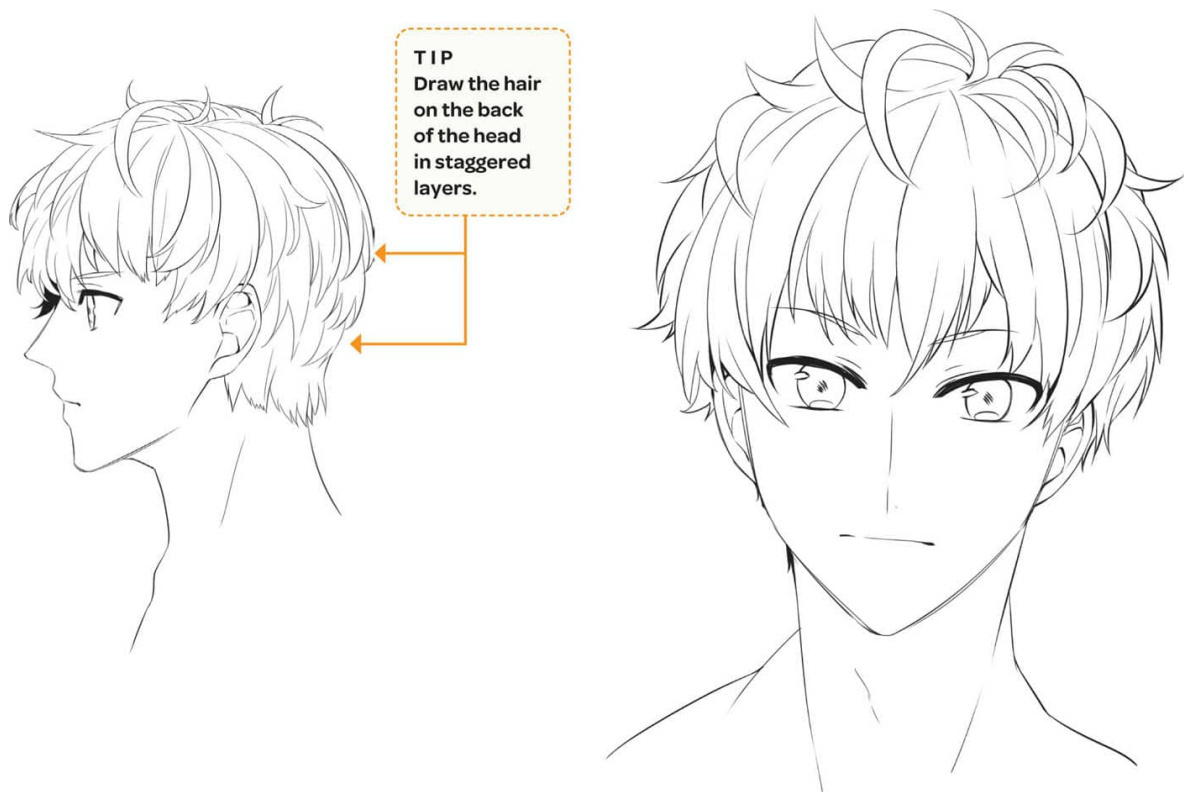 TIP
Draw the hair
on the back
of the head
in staggered
layers.